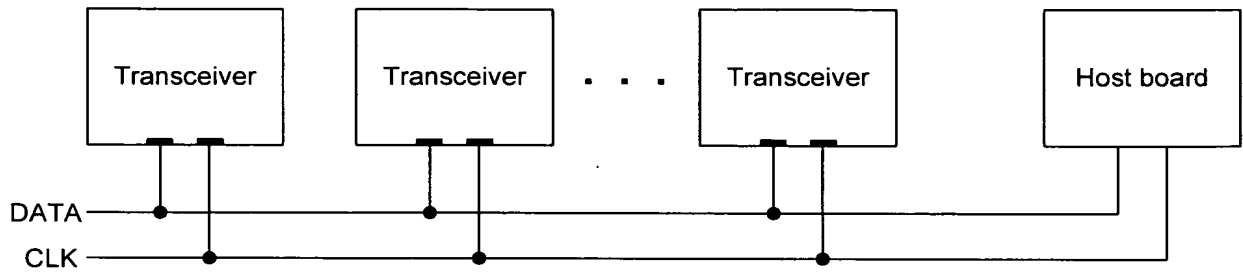 Transceiver
Transceiver
. . .
Transceiver
Host board
DATA
CLK